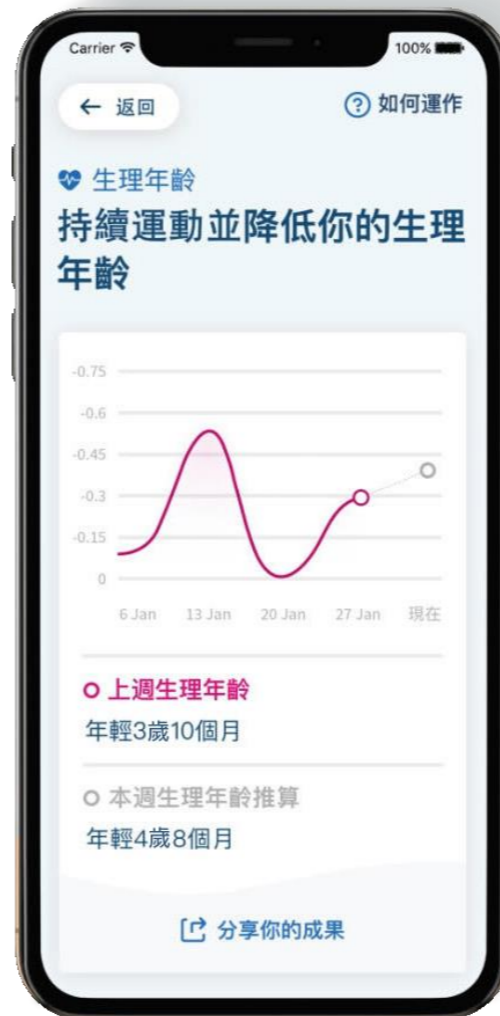 Carrier
100%
← 返回
? 如何運作
生理年齡
持續運動並降低你的生理
年齡
-0.75
-0.6
-0.45
-0.3
-0.15
0
6 Jan 13 Jan 20 Jan 27 Jan 現在
上週生理年齡
年輕3歲10個月
本週生理年齡推算
年輕4歲8個月
分享你的成果